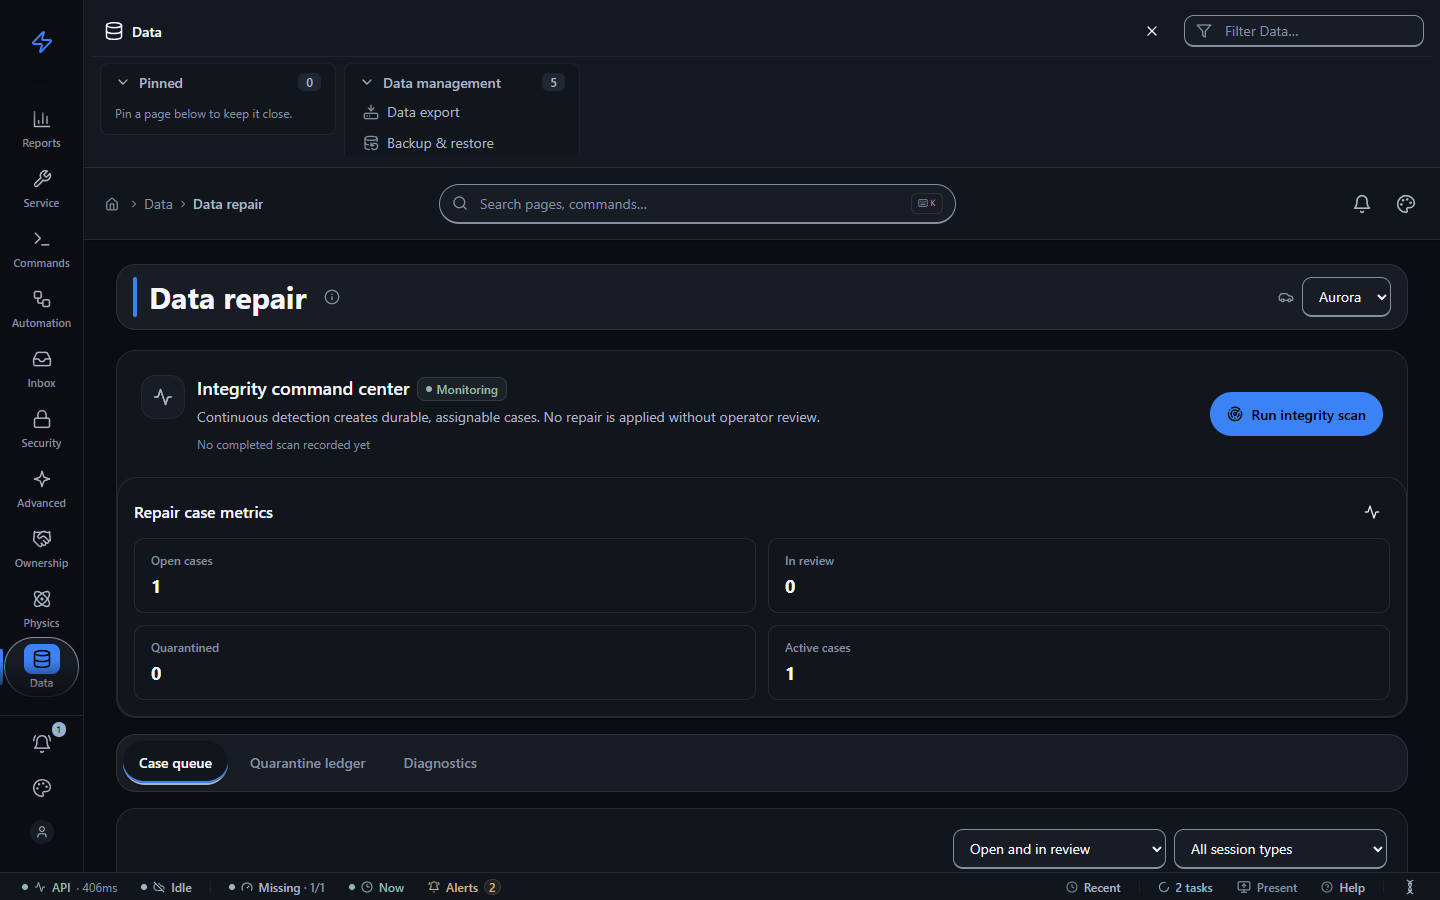 Data
Filter Data...
Pinned
0
Pin a page below to keep it close.
Data management
5
Data export
Backup & restore
Reports
Service
Commands
Automation
Inbox
Security
Advanced
Ownership
Physics
Data
1
Data
Data repair
Search pages, commands...
K
Data repair
Aurora
Integrity command center
Monitoring
Continuous detection creates durable, assignable cases. No repair is applied without operator review.
No completed scan recorded yet
Run integrity scan
Repair case metrics
Open cases
1
In review
0
Quarantined
0
Active cases
1
Case queue
Quarantine ledger
Diagnostics
Open and in review
All session types
API · 406ms
Idle
Missing · 1/1
Now
Alerts 2
Recent
2 tasks
Present
Help